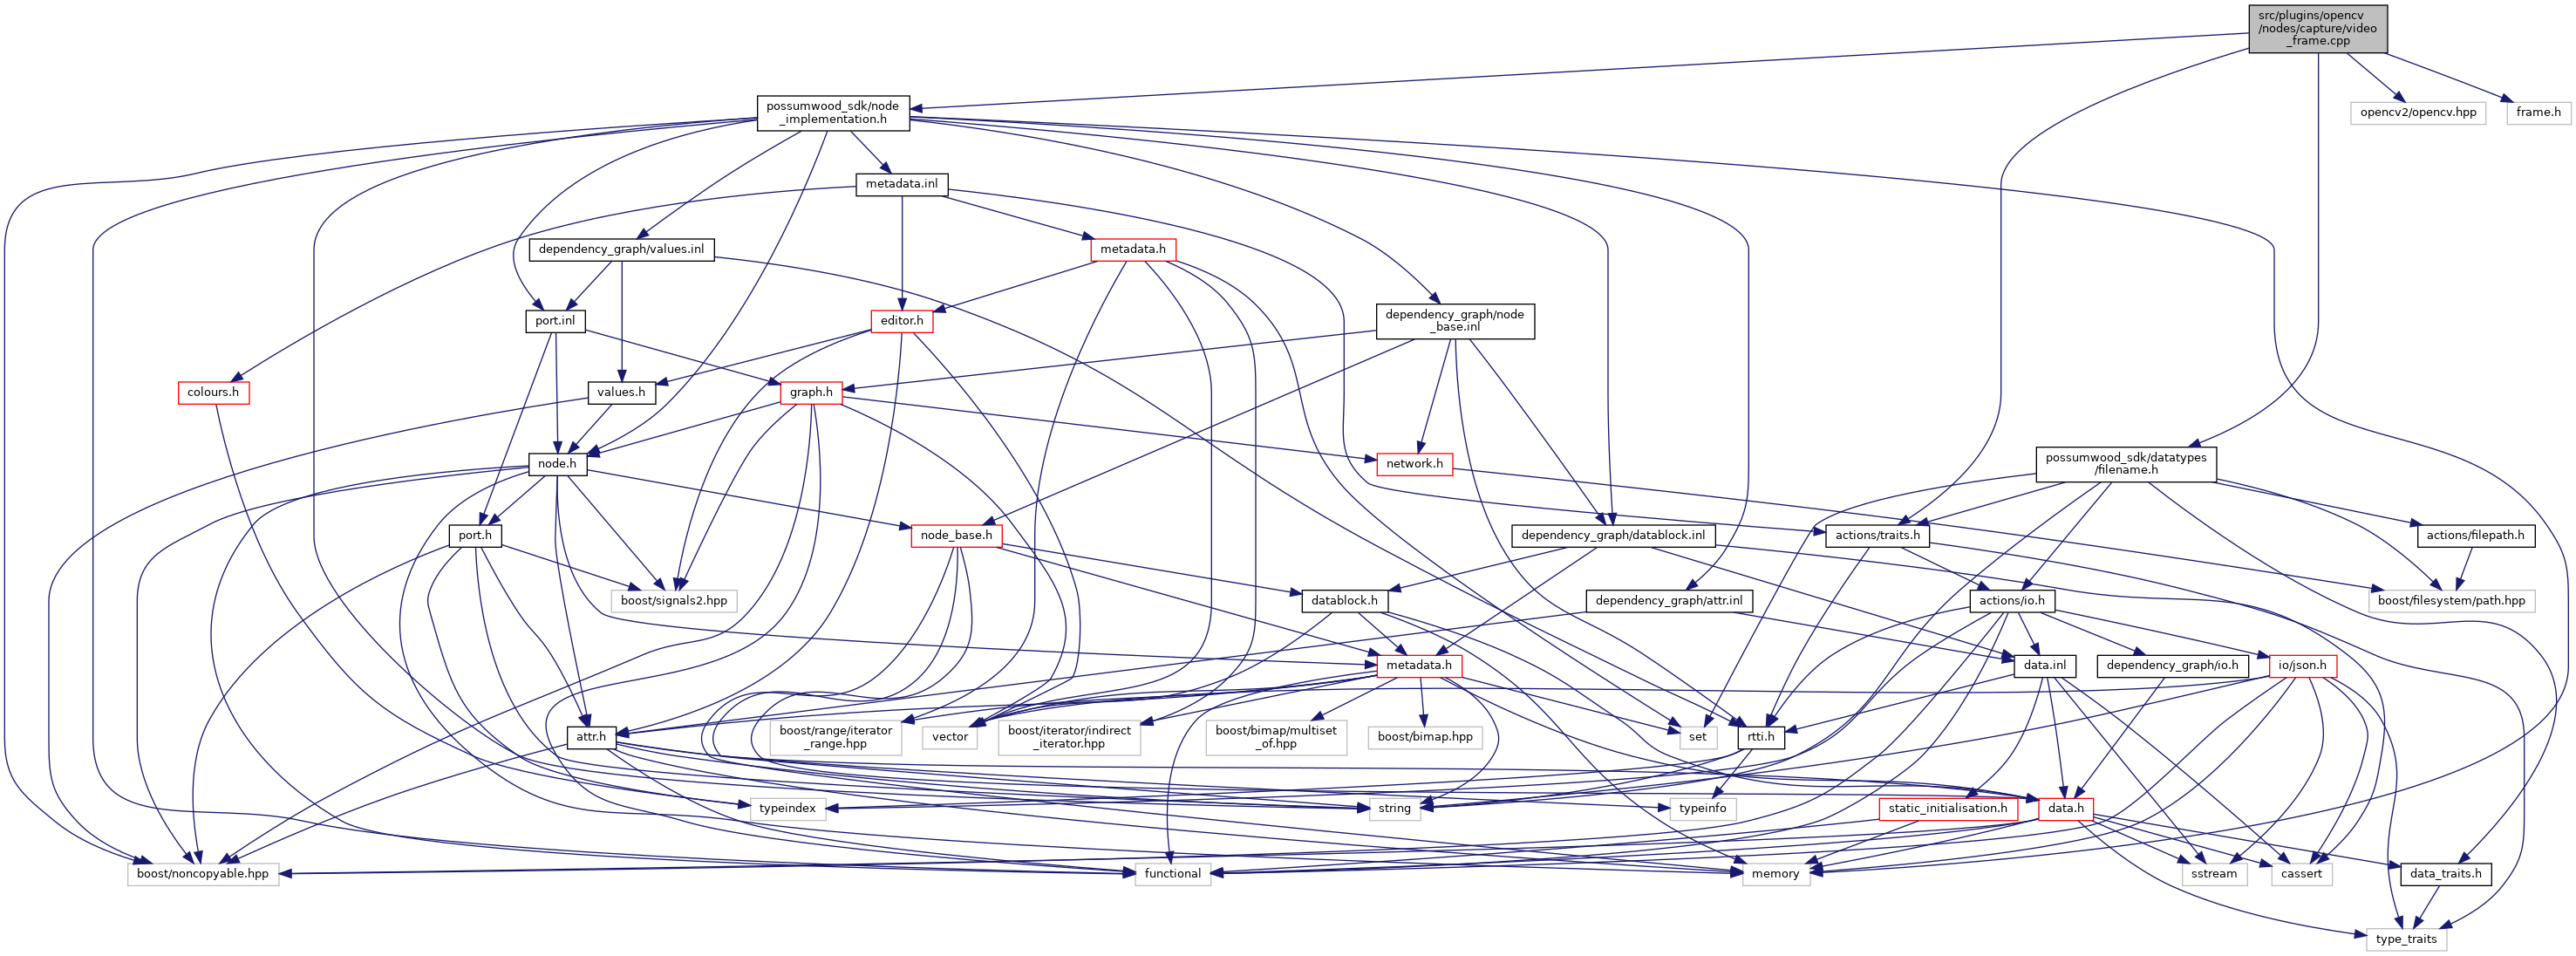 src/plugins/opencv
/nodes/capture/video
_frame.cpp
possumwood_sdk/node
_implementation.h
opencv2/opencv.hpp
frame.h
metadata.inl
dependency_graph/values.inl
metadata.h
port.inl
editor.h
dependency_graph/node
_base.inl
colours.h
values.h
graph.h
node.h
network.h
possumwood_sdk/datatypes
/filename.h
port.h
node_base.h
dependency_graph/datablock.inl
actions/traits.h
actions/filepath.h
boost/signals2.hpp
datablock.h
dependency_graph/attr.inl
actions/io.h
boost/filesystem/path.hpp
metadata.h
data.inl
dependency_graph/io.h
io/json.h
attr.h
boost/range/iterator
_range.hpp
vector
boost/iterator/indirect
_iterator.hpp
boost/bimap/multiset
_of.hpp
boost/bimap.hpp
set
rtti.h
typeindex
string
typeinfo
static_initialisation.h
data.h
boost/noncopyable.hpp
functional
memory
sstream
cassert
data_traits.h
type_traits